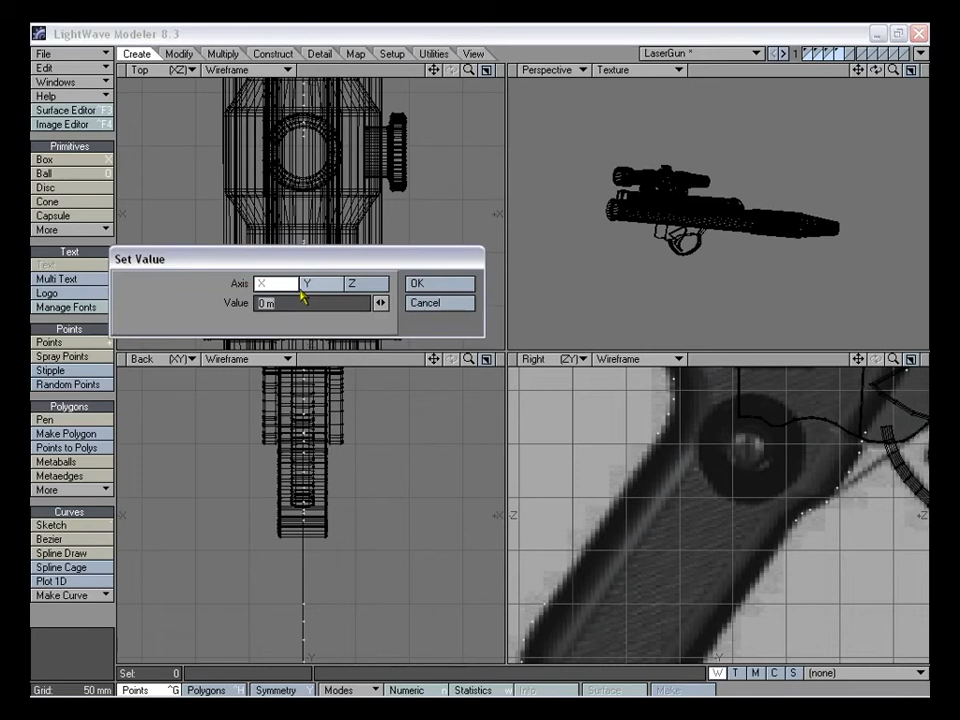 LightWave Modeler 8.3
File
Create Modify Multiply Construct Detail Map Setup Utilities View
LaserGun * 1
Edit
Windows
Help
Surface Editor F3
Image Editor ^F4
Top (XZ) Wireframe
Perspective Texture
Primitives
Box X
Ball O
Disc
Cone
Capsule
More
Text
Text
Multi Text
Logo
Manage Fonts
Points
Points +
Spray Points
Stipple
Random Points
Polygons
Pen
Make Polygon
Points to Polys
Metaballs
Metaedges
More
Curves
Sketch
Bezier
Spline Draw
Spline Cage
Plot 1D
Make Curve
Set Value
Axis X Y Z OK
Value 0 m Cancel
Back (XY) Wireframe
Right (ZY) Wireframe
-X +X
-X +X
-Z +Z
-Y -Y
Sel: 0
W T M C S (none)
Grid: 50 mm
Points ^G Polygons ^H Symmetry Y Modes Numeric n Statistics w Info Surface Make